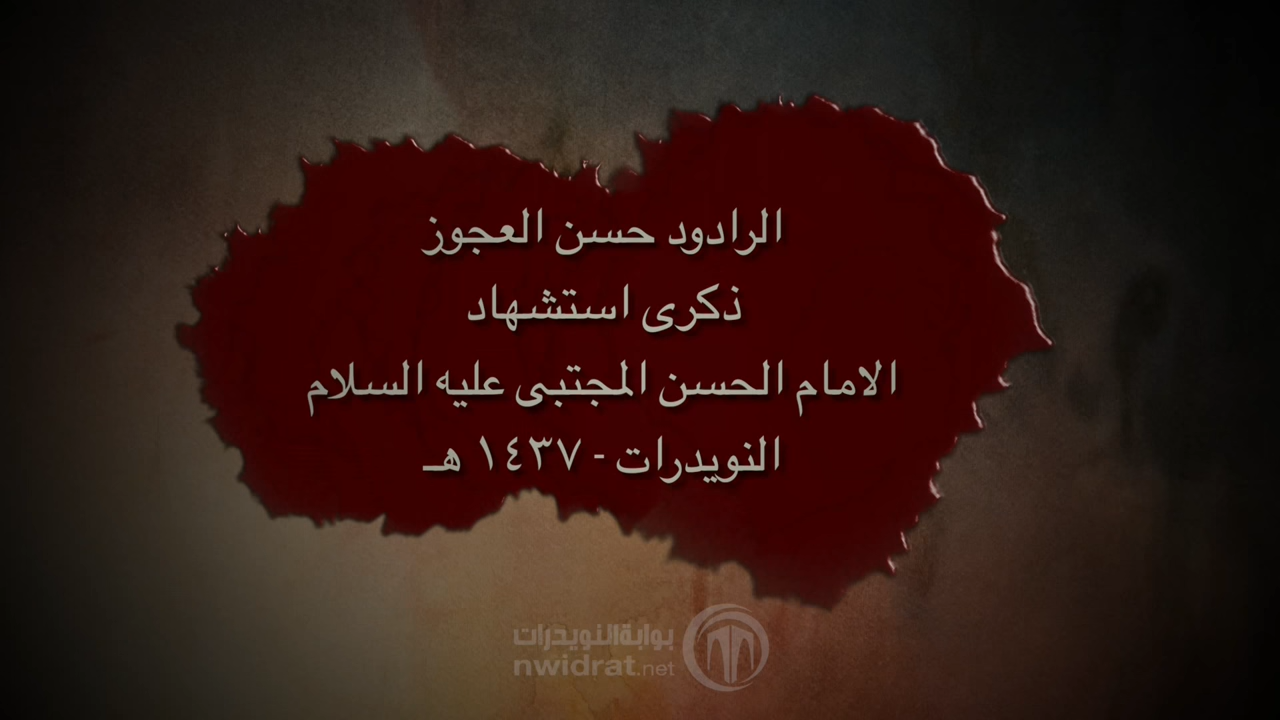 الرادود حسن العجوز
ذكرى استشهاد
الامام الحسن المجتبى عليه السلام
النويدرات - ١٤٣٧ هـ
بوابة النويدرات
nwidrat.net